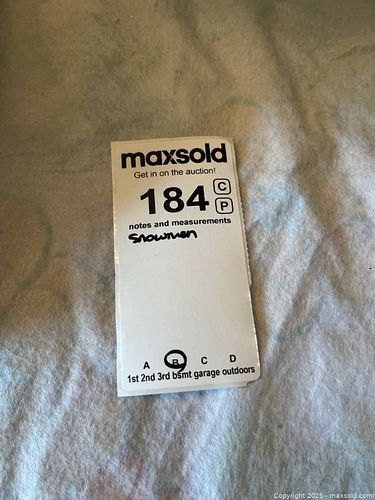 maxsold
Get in on the auction!
184 C
P
notes and measurements
Snowmen
A B C D
1st 2nd 3rd bsmt garage outdoors
Copyright 2025 - maxsold.com